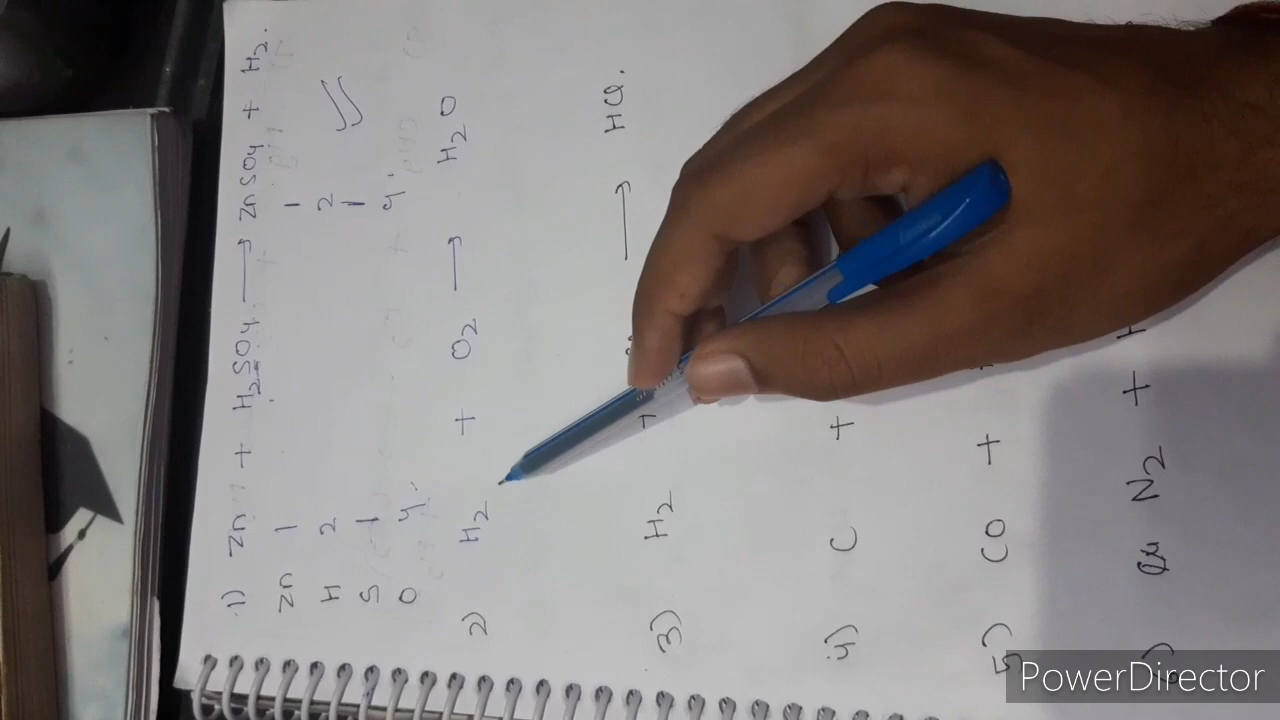 1) Zn + H2SO4 → ZnSO4 + H2.
Zn 1 1
H 2 2
S 1 1
O 4. 4.
2) H2 + O2 → H2O
3) H2 + → HCl.
4) C +
5) CO +
N2 + H
PowerDirector